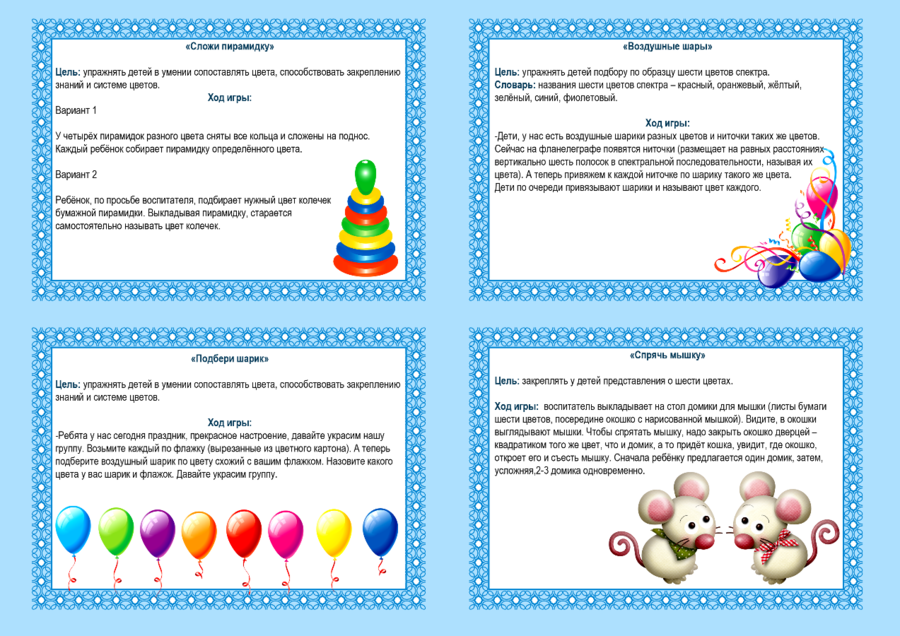 «Сложи пирамидку»
Цель: упражнять детей в умении сопоставлять цвета, способствовать закреплению
знаний и системе цветов.
Ход игры:
Вариант 1
У четырёх пирамидок разного цвета сняты все кольца и сложены на поднос.
Каждый ребёнок собирает пирамидку определённого цвета.
Вариант 2
Ребёнок, по просьбе воспитателя, подбирает нужный цвет колечек
бумажной пирамидки. Выкладывая пирамидку, старается
самостоятельно называть цвет колечек.
«Воздушные шары»
Цель: упражнять детей подбору по образцу шести цветов спектра.
Словарь: названия шести цветов спектра – красный, оранжевый, жёлтый,
зелёный, синий, фиолетовый.
Ход игры:
-Дети, у нас есть воздушные шарики разных цветов и ниточки таких же цветов.
Сейчас на фланелеграфе появятся ниточки (размещает на равных расстояниях
вертикально шесть полосок в спектральной последовательности, называя их
цвета). А теперь привяжем к каждой ниточке по шарику такого же цвета.
Дети по очереди привязывают шарики и называют цвет каждого.
«Подбери шарик»
Цель: упражнять детей в умении сопоставлять цвета, способствовать закреплению
знаний и системе цветов.
Ход игры:
-Ребята у нас сегодня праздник, прекрасное настроение, давайте украсим нашу
группу. Возьмите каждый по флажку (вырезанные из цветного картона). А теперь
подберите воздушный шарик по цвету схожий с вашим флажком. Назовите какого
цвета у вас шарик и флажок. Давайте украсим группу.
«Спрячь мышку»
Цель: закреплять у детей представления о шести цветах.
Ход игры: воспитатель выкладывает на стол домики для мышки (листы бумаги
шести цветов, посередине окошко с нарисованной мышкой). Видите, в окошки
выглядывают мышки. Чтобы спрятать мышку, надо закрыть окошко дверцей –
квадратиком того же цвет, что и домик, а то придёт кошка, увидит, где окошко,
откроет его и съесть мышку. Сначала ребёнку предлагается один домик, затем,
усложняя,2-3 домика одновременно.